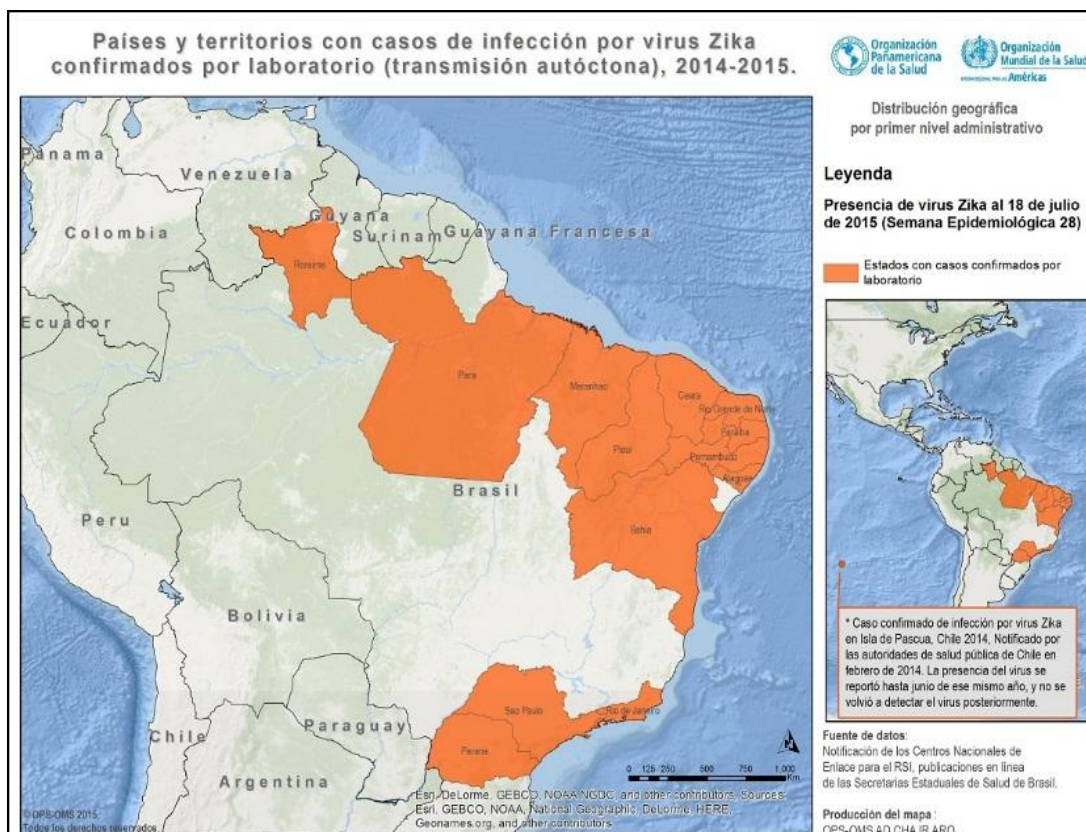 Países y territorios con casos de infección por virus Zika
confirmados por laboratorio (transmisión autóctona), 2014-2015.
Organización
Panamericana
de la Salud
Organización
Mundial de la Salud
Américas
Distribución geográfica
por primer nivel administrativo
Leyenda
Presencia de virus Zika al 18 de julio
de 2015 (Semana Epidemiológica 28)
Estados con casos confirmados por
laboratorio
Panama
Venezuela
Colombia
Guyana
Surinam
Guayana Francesa
Roraima
Ecuador
Para
Maranhao
Ceara
Rio Grande do Norte
Paraiba
Piaui
Pernambuco
Alagoas
Brasil
Peru
Bahia
Bolivia
Sao Paulo
Rio de Janeiro
Paraguay
Parana
Chile
Argentina
N
0 125 250 500 750 1.000
Km.
Esri, DeLorme, GEBCO, NOAA NGDC, and other contributors, Sources:
Esri, GEBCO, NOAA, National Geographic, DeLorme, HERE,
Geonames.org, and other contributors
© OPS-OMS 2015.
Todos los derechos reservados
* Caso confirmado de infección por virus Zika
en Isla de Pascua, Chile 2014, Notificado por
las autoridades de salud pública de Chile en
febrero de 2014. La presencia del virus se
reportó hasta junio de ese mismo año, y no se
volvió a detectar el virus posteriormente.
Fuente de datos:
Notificación de los Centros Nacionales de
Enlace para el RSI, publicaciones en línea
de las Secretarias Estaduales de Salud de Brasil.
Producción del mapa :
OPS-OMS AD CHA IR ARO